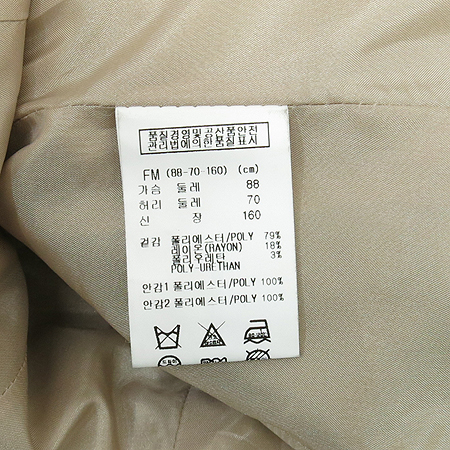 품질경영및공산품안전
관리법에의한품질표시
FM (88-70-160) (cm)
가슴 둘레 88
허리 둘레 70
신 장 160
겉감 폴리에스터/POLY 79%
레이온(RAYON) 18%
폴리우레탄 3%
POLY-URETHAN
안감1 폴리에스터/POLY 100%
안감2 폴리에스터/POLY 100%